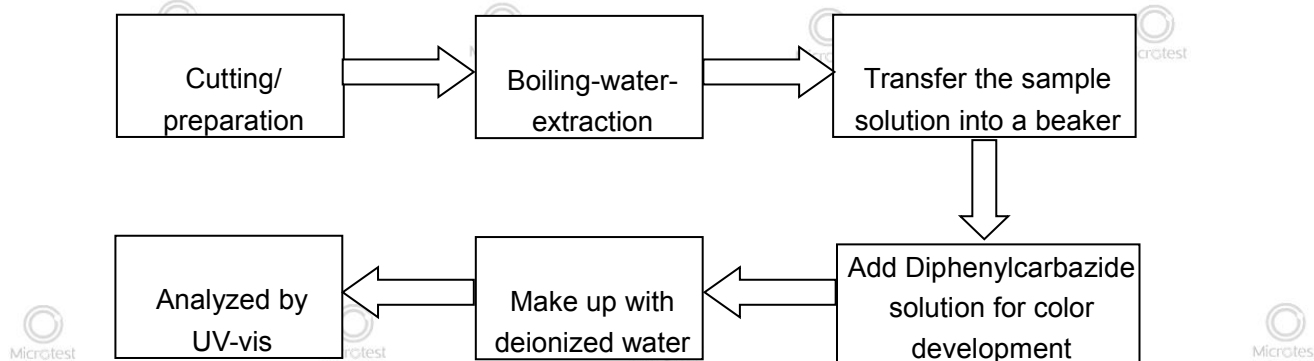 Cutting/
preparation
Boiling-water-
extraction
Transfer the sample
solution into a beaker
Add Diphenylcarbazide
solution for color
development
Make up with
deionized water
Analyzed by
UV-vis
Microtest
Microtest